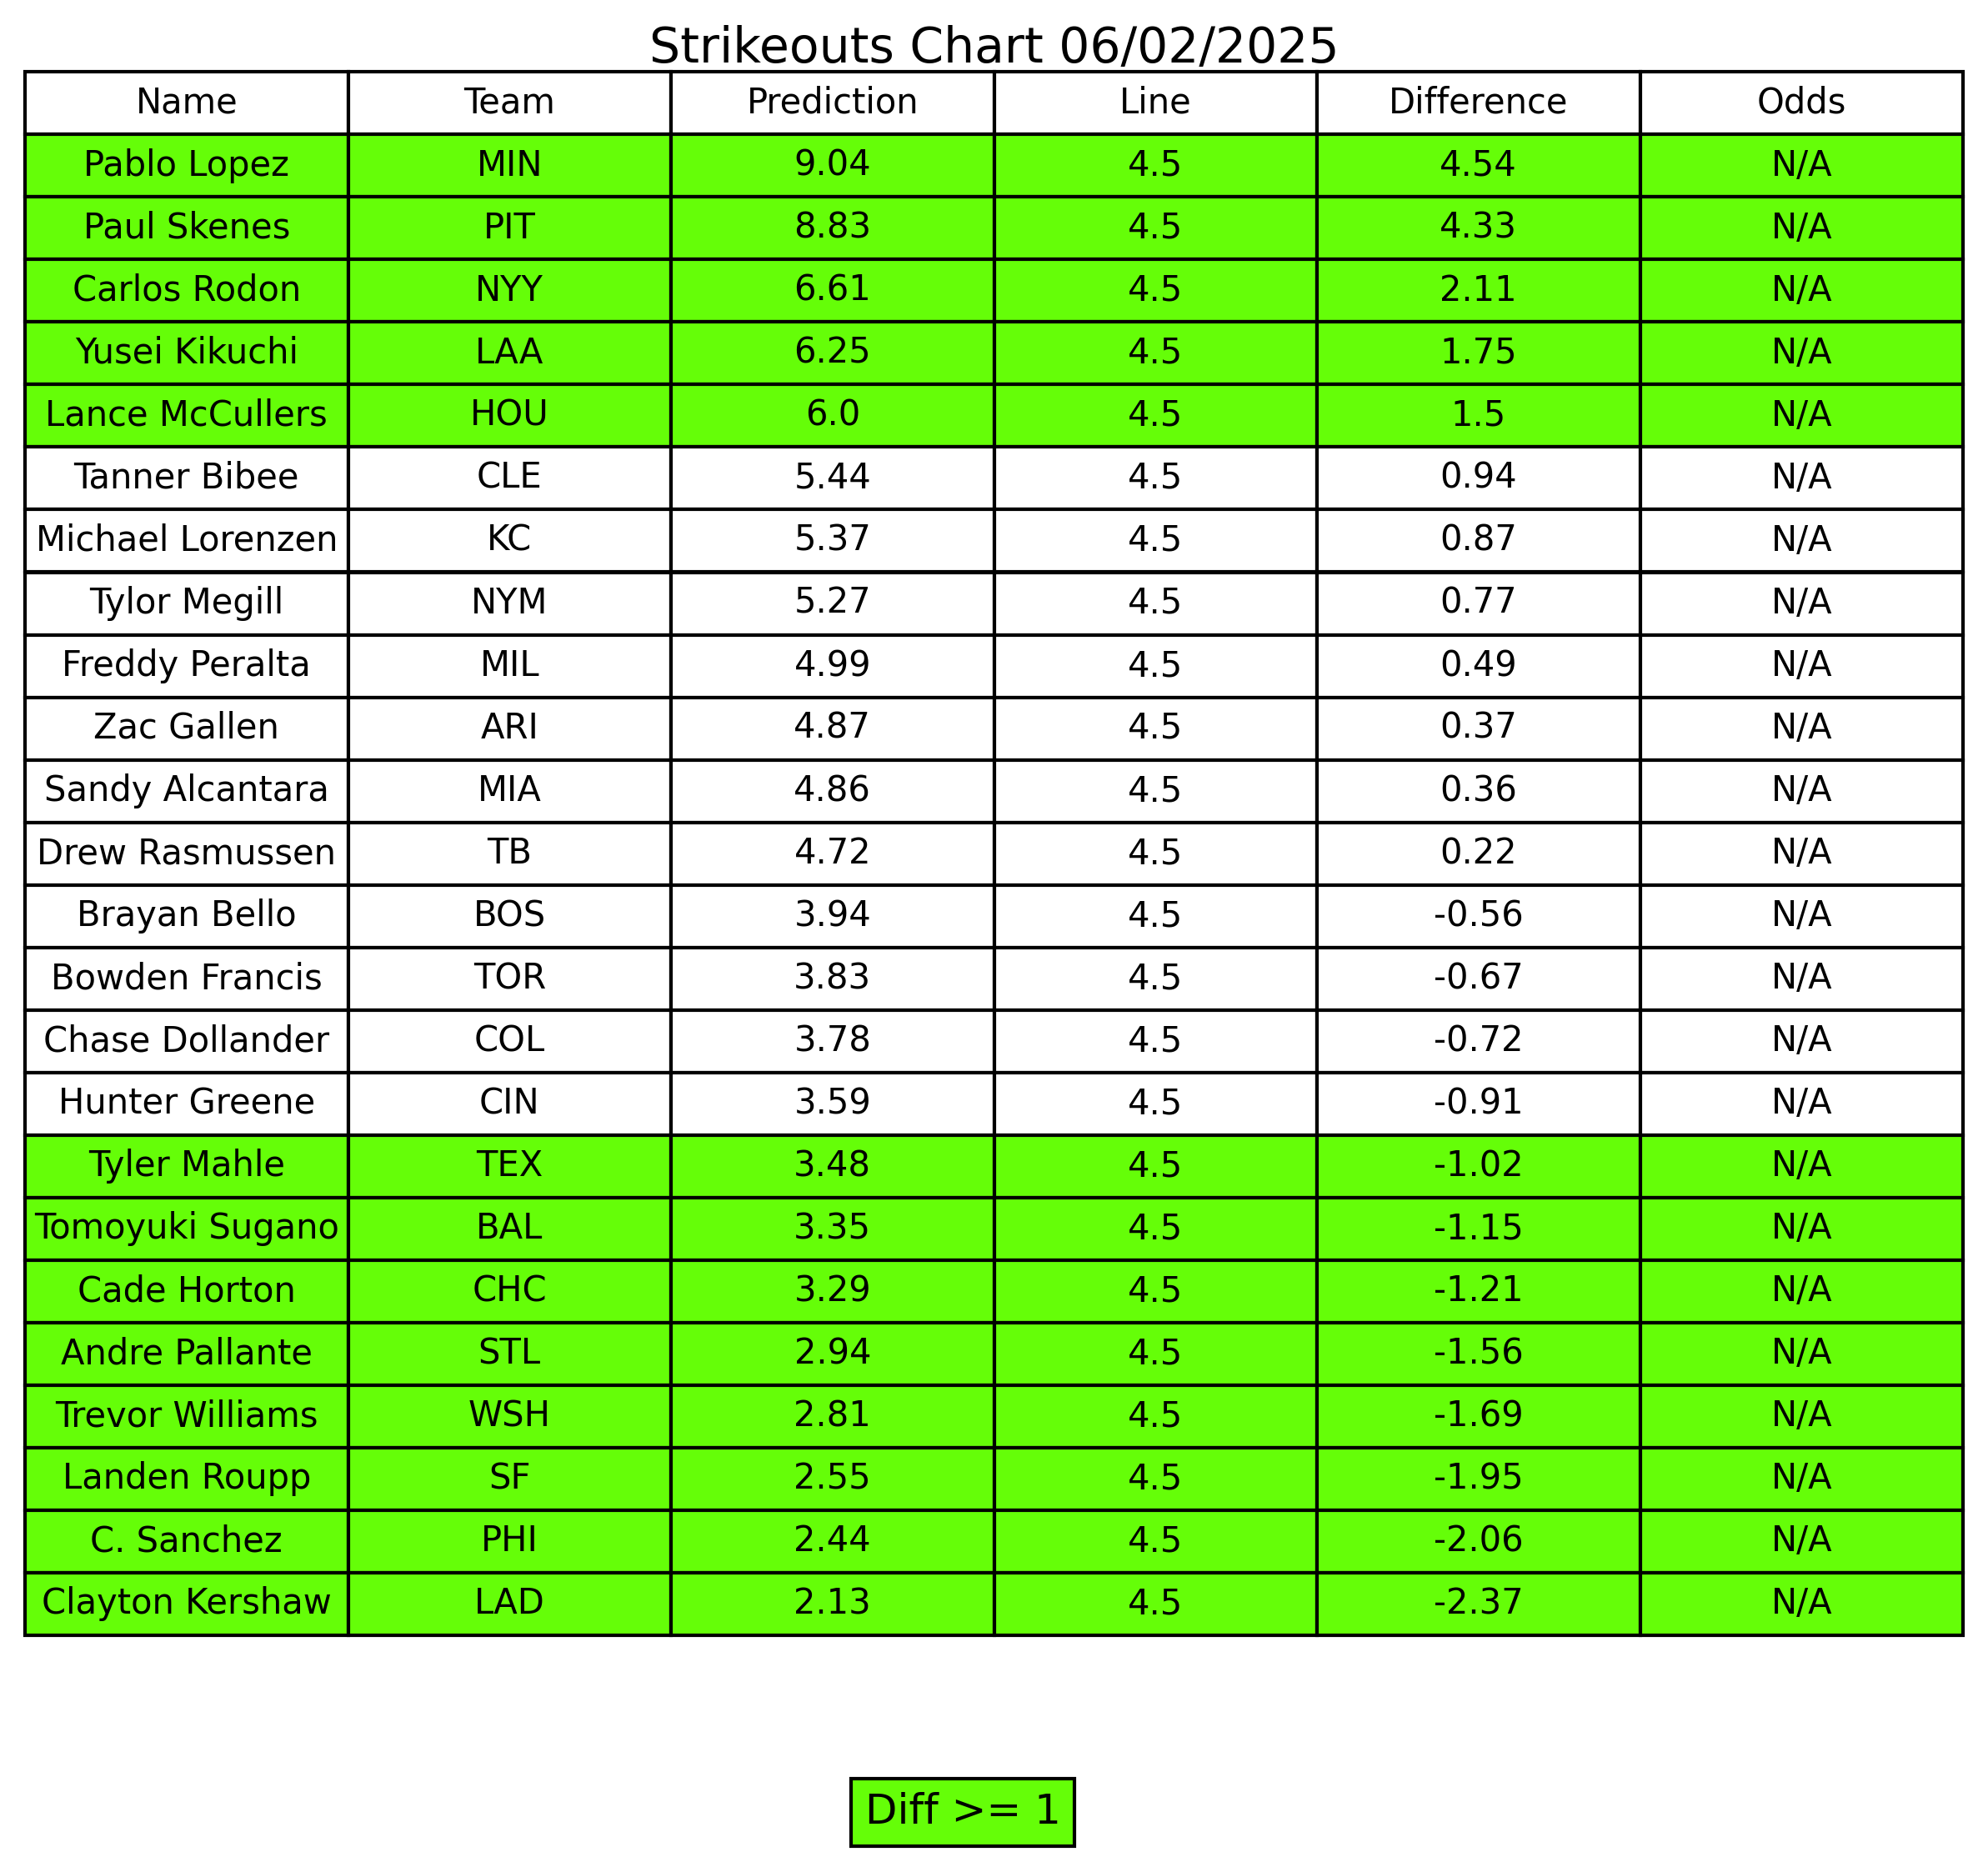 Strikeouts Chart 06/02/2025
Name Team Prediction Line Difference Odds
Pablo Lopez MIN 9.04 4.5 4.54 N/A
Paul Skenes PIT 8.83 4.5 4.33 N/A
Carlos Rodon NYY 6.61 4.5 2.11 N/A
Yusei Kikuchi LAA 6.25 4.5 1.75 N/A
Lance McCullers HOU 6.0 4.5 1.5 N/A
Tanner Bibee CLE 5.44 4.5 0.94 N/A
Michael Lorenzen KC 5.37 4.5 0.87 N/A
Tylor Megill NYM 5.27 4.5 0.77 N/A
Freddy Peralta MIL 4.99 4.5 0.49 N/A
Zac Gallen ARI 4.87 4.5 0.37 N/A
Sandy Alcantara MIA 4.86 4.5 0.36 N/A
Drew Rasmussen TB 4.72 4.5 0.22 N/A
Brayan Bello BOS 3.94 4.5 -0.56 N/A
Bowden Francis TOR 3.83 4.5 -0.67 N/A
Chase Dollander COL 3.78 4.5 -0.72 N/A
Hunter Greene CIN 3.59 4.5 -0.91 N/A
Tyler Mahle TEX 3.48 4.5 -1.02 N/A
Tomoyuki Sugano BAL 3.35 4.5 -1.15 N/A
Cade Horton CHC 3.29 4.5 -1.21 N/A
Andre Pallante STL 2.94 4.5 -1.56 N/A
Trevor Williams WSH 2.81 4.5 -1.69 N/A
Landen Roupp SF 2.55 4.5 -1.95 N/A
C. Sanchez PHI 2.44 4.5 -2.06 N/A
Clayton Kershaw LAD 2.13 4.5 -2.37 N/A
Diff >= 1